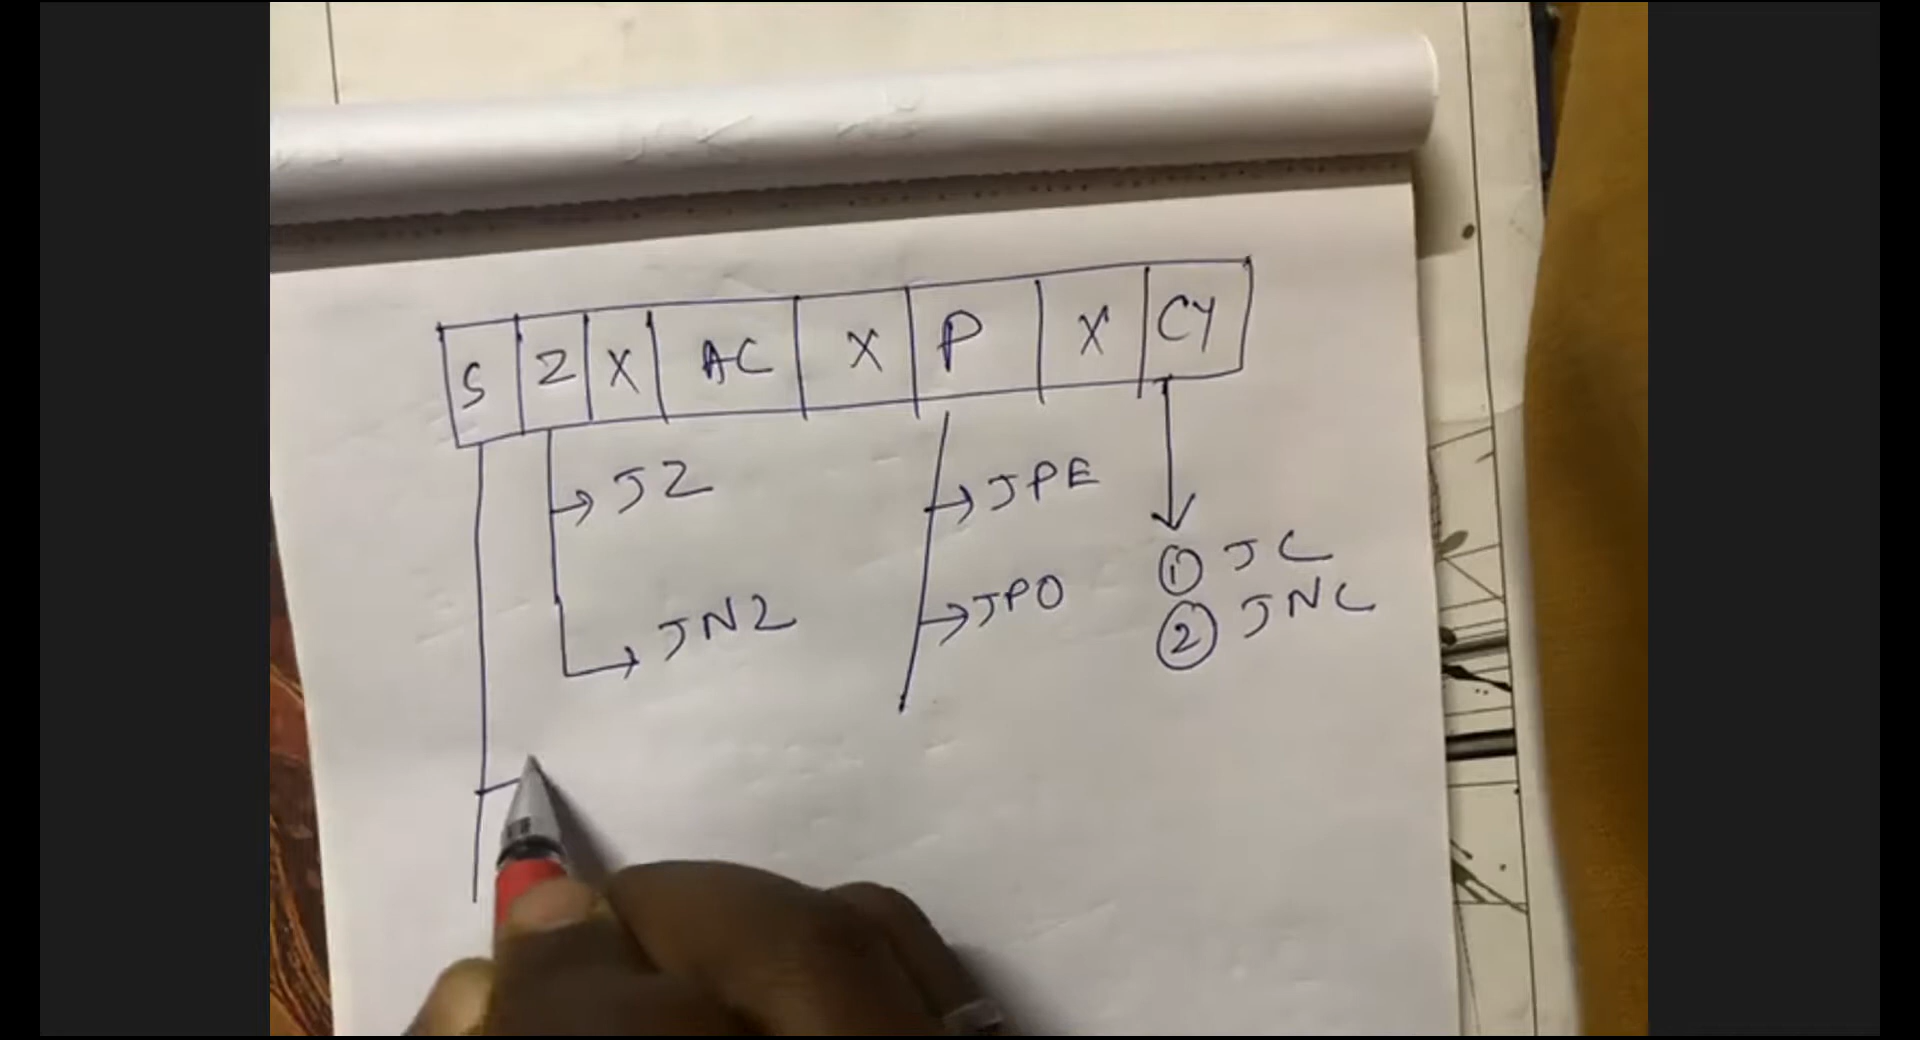 S Z X AC X P X CY
JZ JPE
① JC
JNZ JPO ② JNC